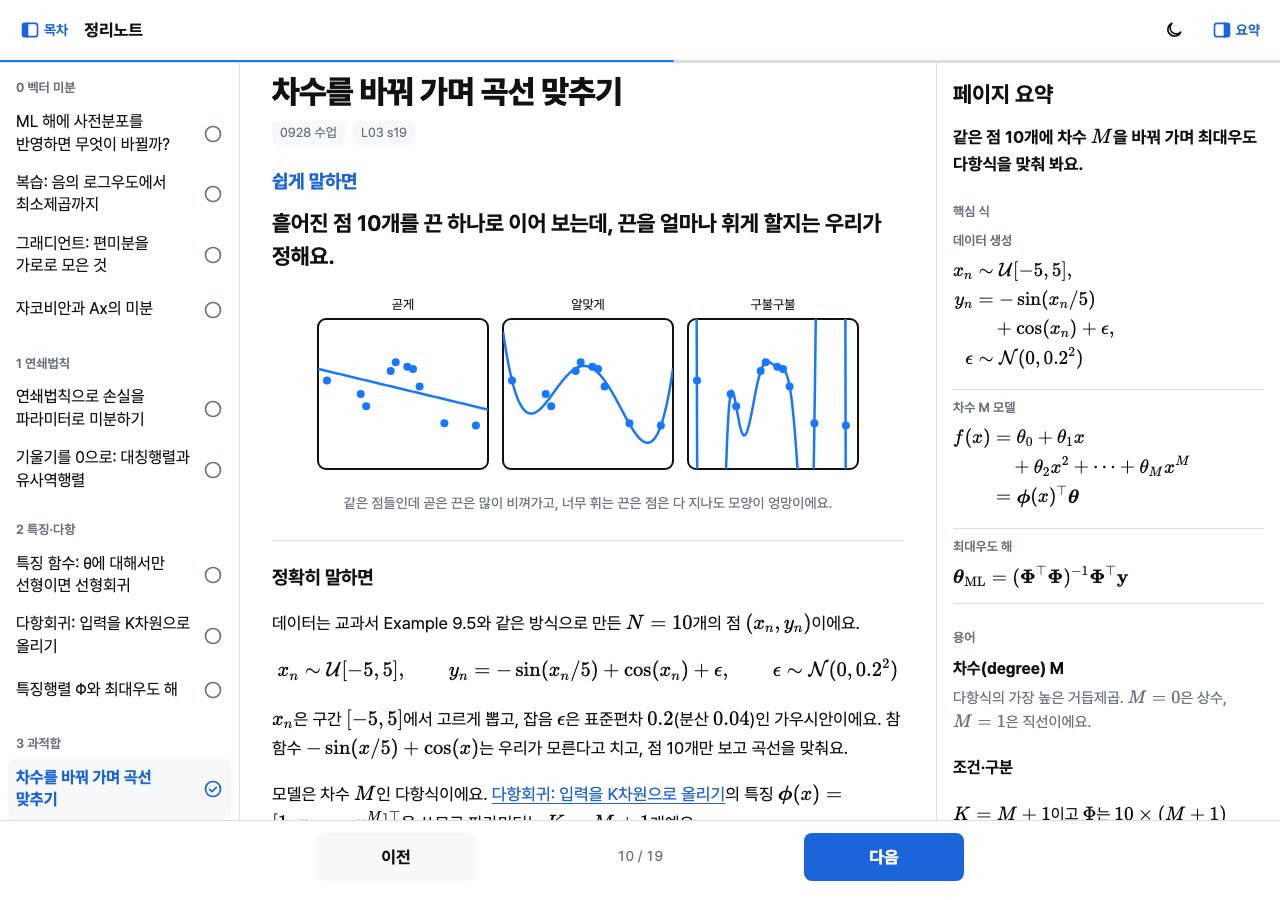 목차 정리노트 요약
0 벡터 미분
ML 해에 사전분포를
반영하면 무엇이 바뀔까?
복습: 음의 로그우도에서
최소제곱까지
그래디언트: 편미분을
가로로 모은 것
자코비안과 Ax의 미분
1 연쇄법칙
연쇄법칙으로 손실을
파라미터로 미분하기
기울기를 0으로: 대칭행렬과
유사역행렬
2 특징·다항
특징 함수: θ에 대해서만
선형이면 선형회귀
다항회귀: 입력을 K차원으로
올리기
특징행렬 Φ와 최대우도 해
3 과적합
차수를 바꿔 가며 곡선
맞추기
차수를 바꿔 가며 곡선 맞추기
0928 수업 L03 s19
쉽게 말하면
흩어진 점 10개를 끈 하나로 이어 보는데, 끈을 얼마나 휘게 할지는 우리가
정해요.
곧게 알맞게 구불구불
같은 점들인데 곧은 끈은 많이 비껴가고, 너무 휘는 끈은 점은 다 지나도 모양이 엉망이에요.
정확히 말하면
데이터는 교과서 Example 9.5와 같은 방식으로 만든 N = 10개의 점 (xₙ, yₙ)이에요.
xₙ ∼ 𝒰[−5, 5], yₙ = − sin(xₙ/5) + cos(xₙ) + ϵ, ϵ ∼ 𝒩(0, 0.2²)
xₙ은 구간 [−5, 5]에서 고르게 뽑고, 잡음 ϵ은 표준편차 0.2(분산 0.04)인 가우시안이에요. 참
함수 − sin(x/5) + cos(x)는 우리가 모른다고 치고, 점 10개만 보고 곡선을 맞춰요.
모델은 차수 M인 다항식이에요. 다항회귀: 입력을 K차원으로 올리기의 특징 ϕ(x) =
페이지 요약
같은 점 10개에 차수 M을 바꿔 가며 최대우도
다항식을 맞춰 봐요.
핵심 식
데이터 생성
xₙ ∼ 𝒰[−5, 5],
yₙ = − sin(xₙ/5)
+ cos(xₙ) + ϵ,
ϵ ∼ 𝒩(0, 0.2²)
차수 M 모델
f(x) = θ₀ + θ₁x
+ θ₂x² + ⋯ + θ_M x^M
= ϕ(x)^⊤θ
최대우도 해
θ_ML = (Φ^⊤Φ)⁻¹Φ^⊤y
용어
차수(degree) M
다항식의 가장 높은 거듭제곱. M = 0은 상수,
M = 1은 직선이에요.
조건·구분
K = M + 1이고 Φ는 10 × (M + 1)
이전 10 / 19 다음